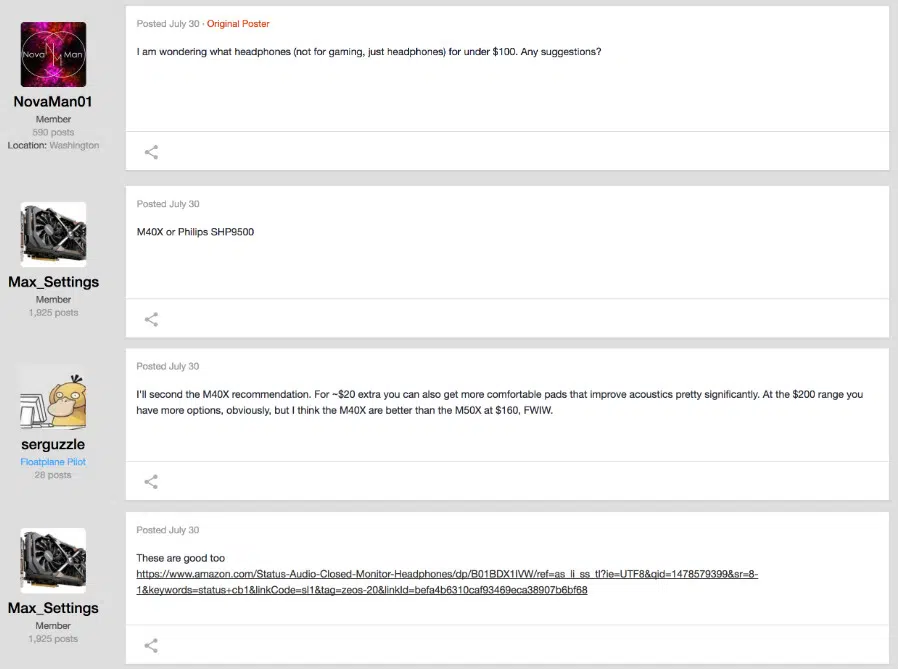 Posted July 30 · Original Poster
I am wondering what headphones (not for gaming, just headphones) for under $100. Any suggestions?
Nova Man
NM
NovaMan01
Member
590 posts
Location: Washington
Posted July 30
M40X or Philips SHP9500
Max_Settings
Member
1,925 posts
Posted July 30
I'll second the M40X recommendation. For ~$20 extra you can also get more comfortable pads that improve acoustics pretty significantly. At the $200 range you
have more options, obviously, but I think the M40X are better than the M50X at $160, FWIW.
serguzzle
Floatplane Pilot
28 posts
Posted July 30
These are good too
https://www.amazon.com/Status-Audio-Closed-Monitor-Headphones/dp/B01BDX1IVW/ref=as_li_ss_tl?ie=UTF8&qid=1478579399&sr=8-
1&keywords=status+cb1&linkCode=sl1&tag=zeos-20&linkId=befa4b6310caf93469eca38907b6bf68
Max_Settings
Member
1,925 posts